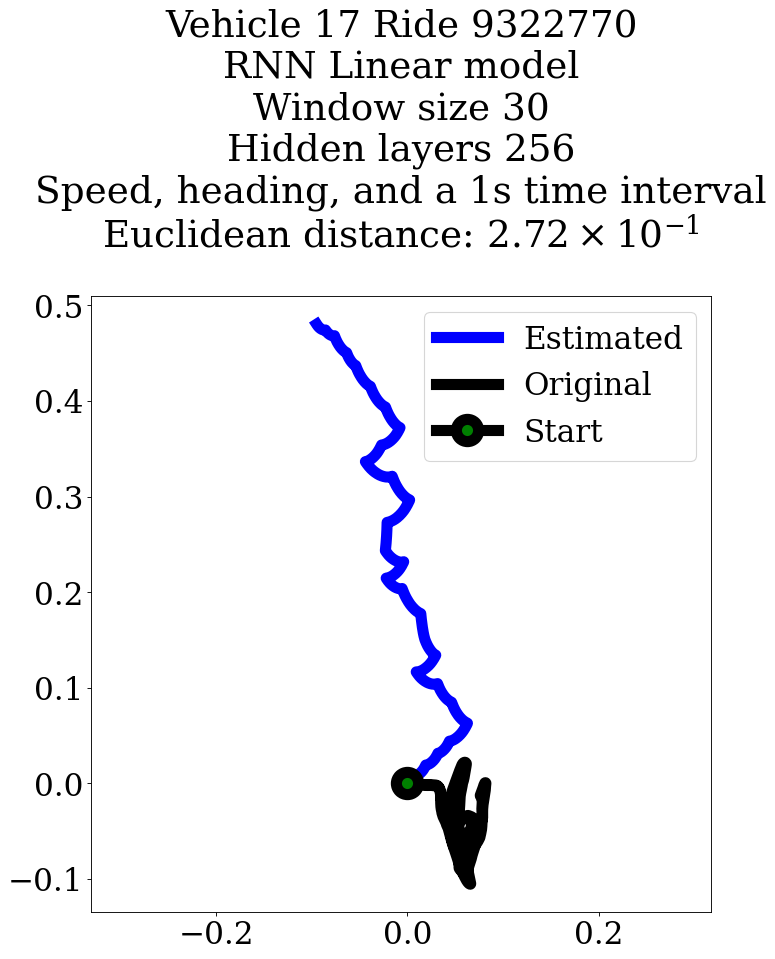 Vehicle 17 Ride 9322770
RNN Linear model
Window size 30
Hidden layers 256
Speed, heading, and a 1s time interval
Euclidean distance: 2.72 × 10⁻¹
0.5
0.4
0.3
0.2
0.1
0.0
−0.1
−0.2
0.0
0.2
Estimated
Original
Start